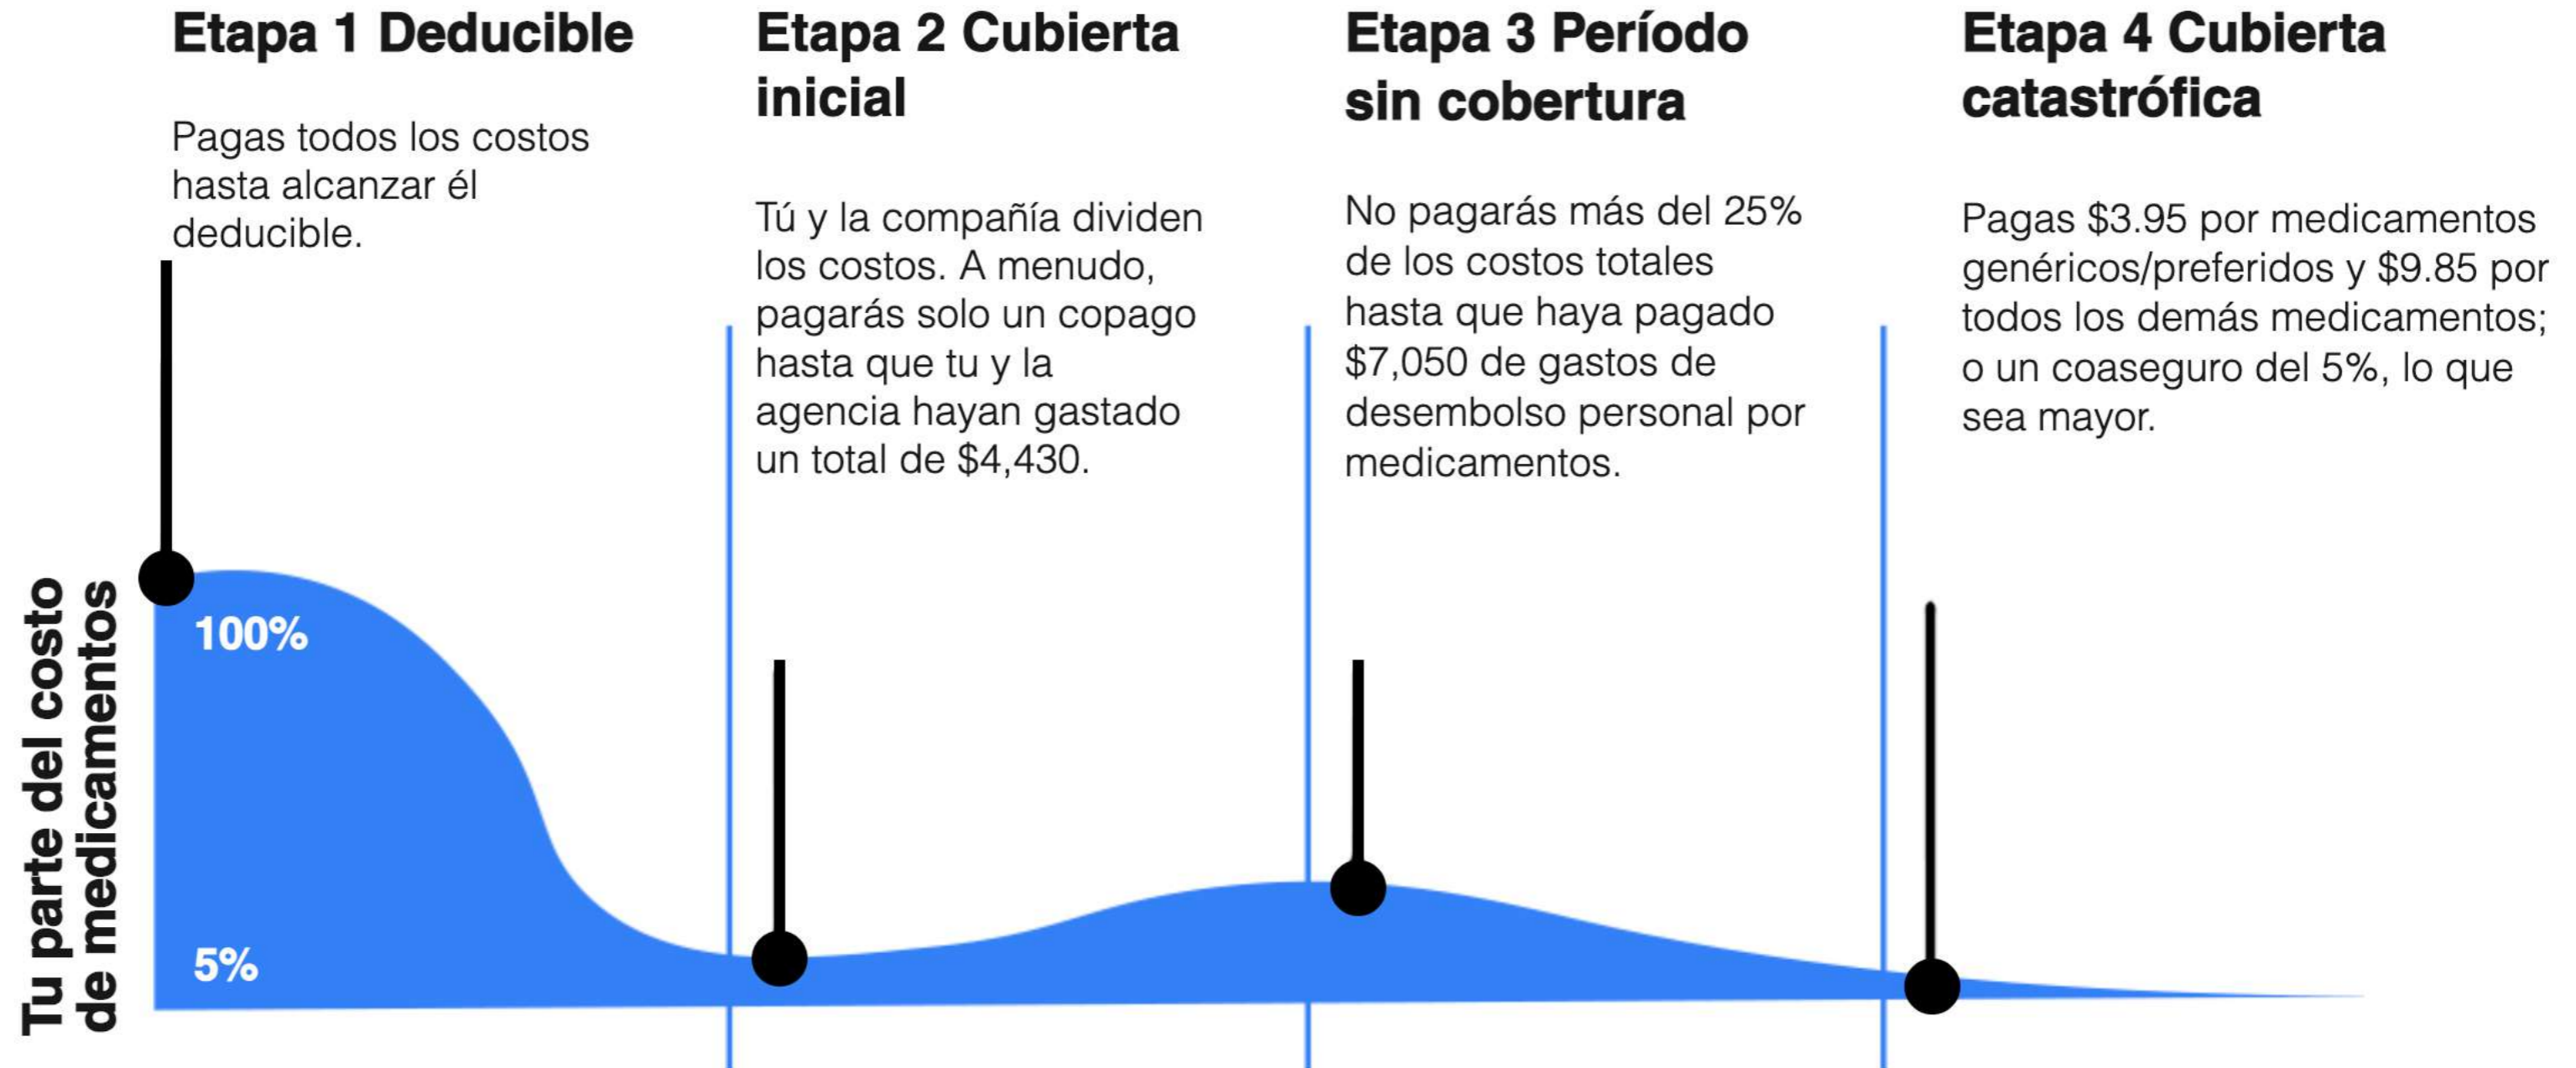 Etapa 1 Deducible
Pagas todos los costos
hasta alcanzar él
deducible.
Etapa 2 Cubierta
inicial
Tú y la compañía dividen
los costos. A menudo,
pagarás solo un copago
hasta que tu y la
agencia hayan gastado
un total de $4,430.
Etapa 3 Período
sin cobertura
No pagarás más del 25%
de los costos totales
hasta que haya pagado
$7,050 de gastos de
desembolso personal por
medicamentos.
Etapa 4 Cubierta
catastrófica
Pagas $3.95 por medicamentos
genéricos/preferidos y $9.85 por
todos los demás medicamentos;
o un coaseguro del 5%, lo que
sea mayor.
Tu parte del costo
de medicamentos
100%
5%